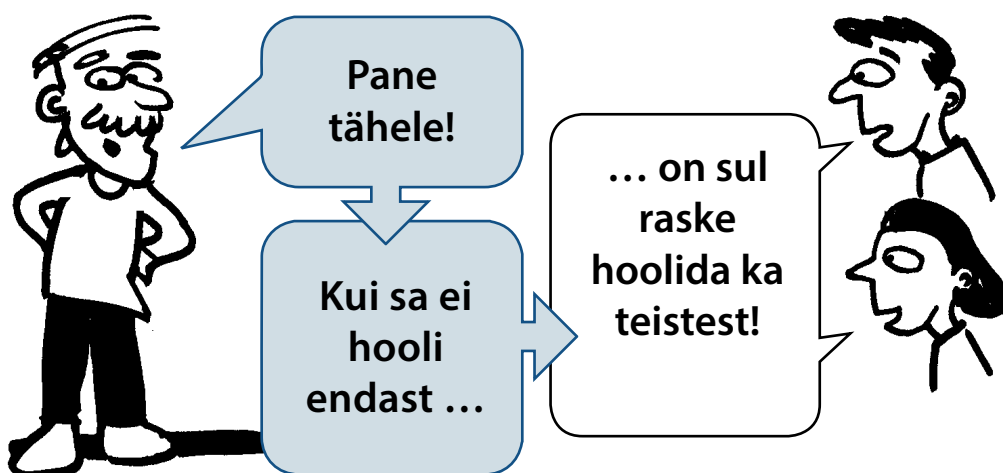 Pane
tähele!
Kui sa ei
hooli
endast …
… on sul
raske
hoolida ka
teistest!